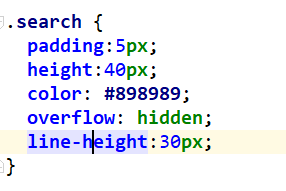 .search {
padding:5px;
height:40px;
color: #898989;
overflow: hidden;
line-height:30px;
}